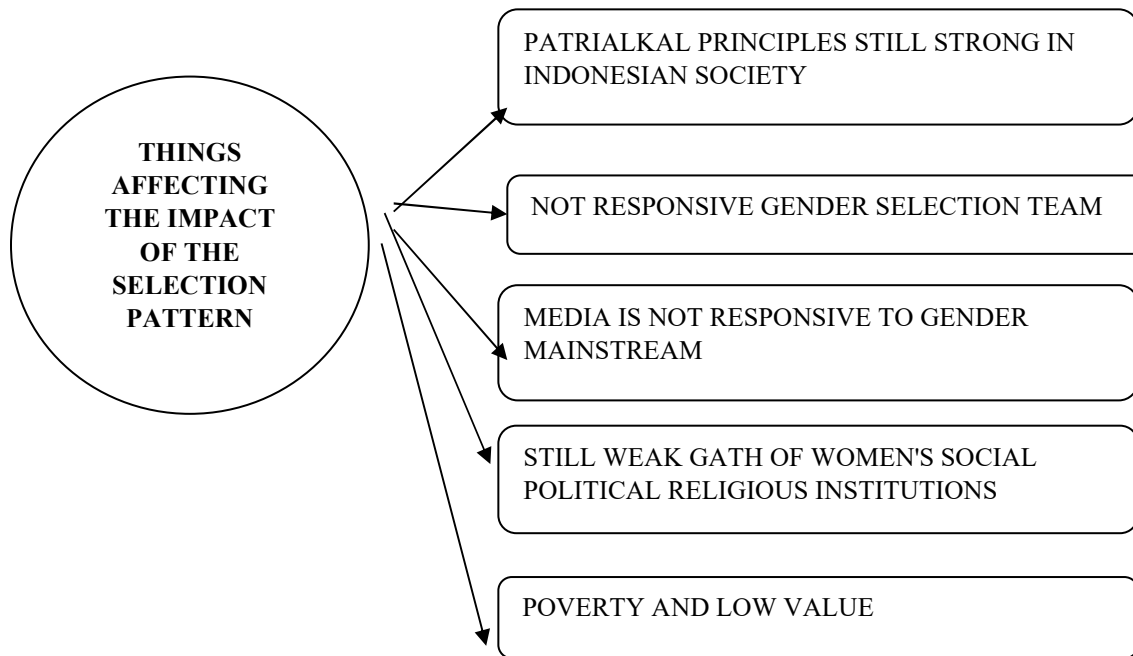 THINGS
AFFECTING
THE IMPACT
OF THE
SELECTION
PATTERN
PATRIALKAL PRINCIPLES STILL STRONG IN
INDONESIAN SOCIETY
NOT RESPONSIVE GENDER SELECTION TEAM
MEDIA IS NOT RESPONSIVE TO GENDER
MAINSTREAM
STILL WEAK GATH OF WOMEN'S SOCIAL
POLITICAL RELIGIOUS INSTITUTIONS
POVERTY AND LOW VALUE